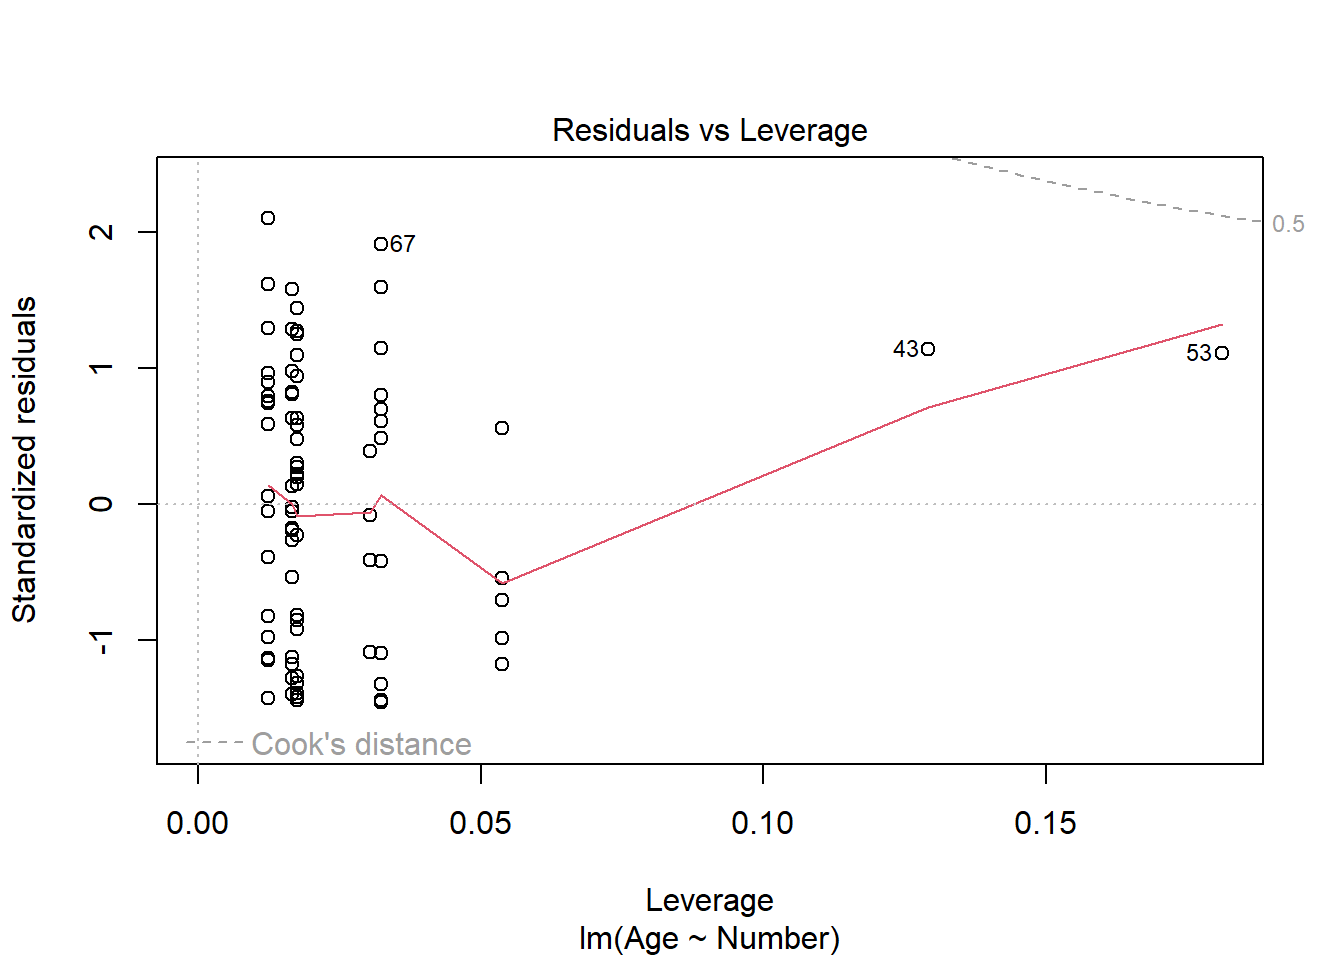 Residuals vs Leverage
2
1
0
-1
Standardized residuals
67
43
53
0.5
Cook's distance
0.00
0.05
0.10
0.15
Leverage
lm(Age ~ Number)